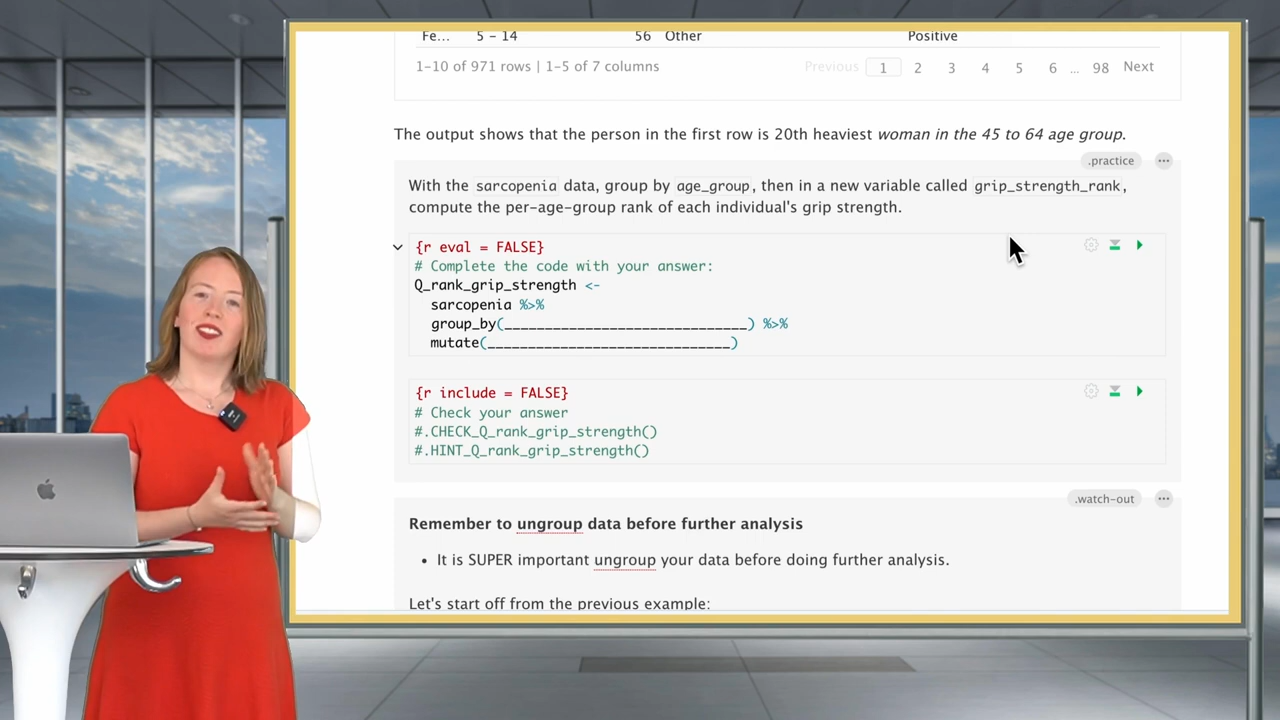 Fe... 5 – 14 56 Other Positive
1–10 of 971 rows | 1–5 of 7 columns Previous 1 2 3 4 5 6 ... 98 Next
The output shows that the person in the first row is 20th heaviest woman in the 45 to 64 age group.
.practice
With the sarcopenia data, group by age_group, then in a new variable called grip_strength_rank,
compute the per-age-group rank of each individual's grip strength.
{r eval = FALSE}
# Complete the code with your answer:
Q_rank_grip_strength <-
sarcopenia %>%
group_by(______________________________) %>%
mutate(______________________________)
{r include = FALSE}
# Check your answer
#.CHECK_Q_rank_grip_strength()
#.HINT_Q_rank_grip_strength()
.watch-out
Remember to ungroup data before further analysis
• It is SUPER important ungroup your data before doing further analysis.
Let's start off from the previous example: